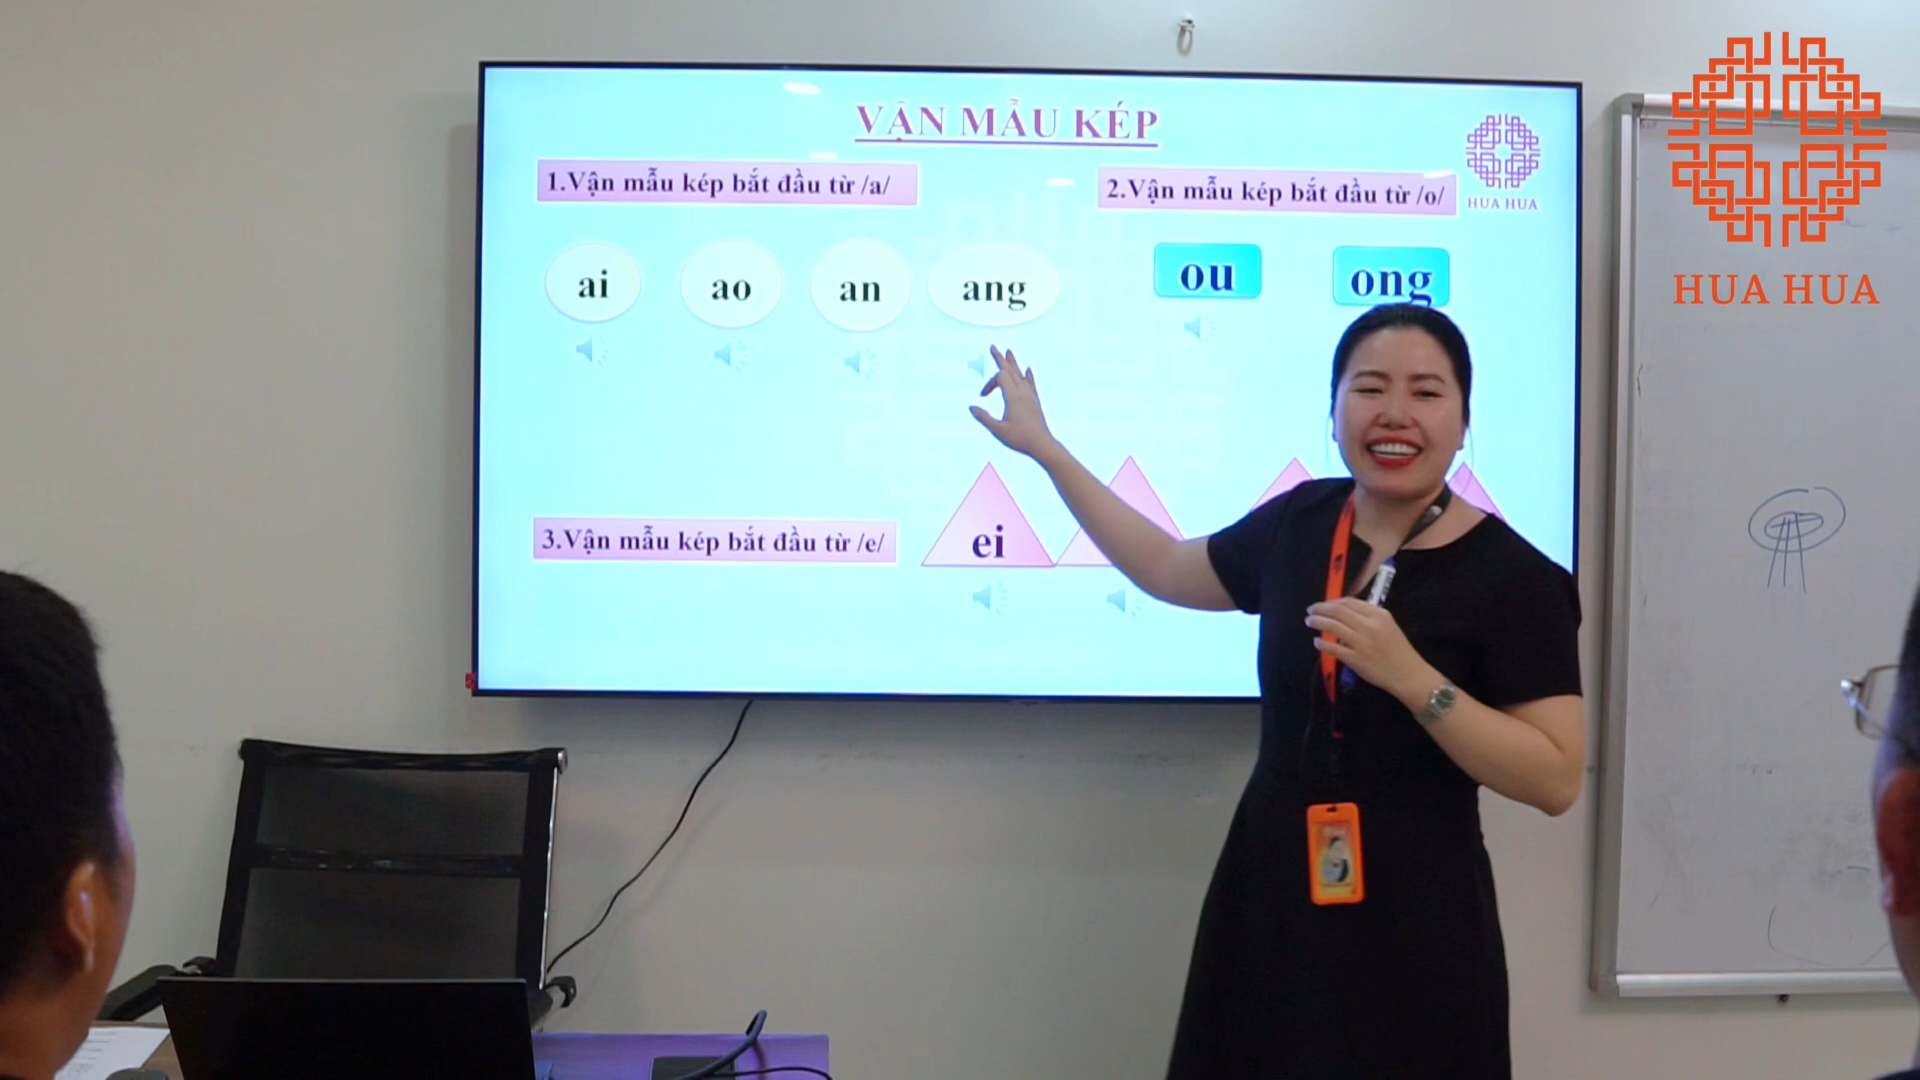 VẬN MẪU KÉP
1.Vận mẫu kép bắt đầu từ /a/
2.Vận mẫu kép bắt đầu từ /o/
HUA HUA
HUA HUA
ai
ao
an
ang
ou
ong
3.Vận mẫu kép bắt đầu từ /e/
ei